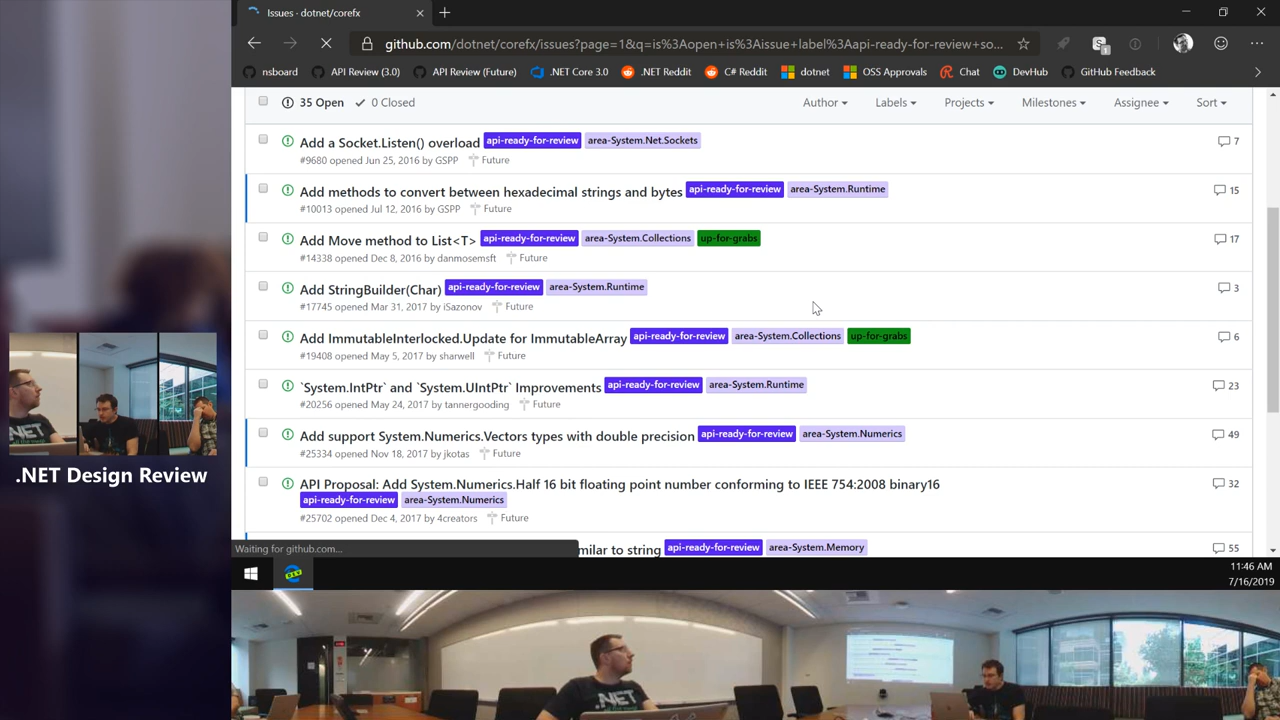 Issues - dotnet/corefx
github.com/dotnet/corefx/issues?page=1&q=is%3Aopen+is%3Aissue+label%3Aapi-ready-for-review+so...
nsboard
API Review (3.0)
API Review (Future)
.NET Core 3.0
.NET Reddit
C# Reddit
dotnet
OSS Approvals
Chat
DevHub
GitHub Feedback
35 Open
0 Closed
Author
Labels
Projects
Milestones
Assignee
Sort
Add a Socket.Listen() overload api-ready-for-review area-System.Net.Sockets 7
#9680 opened Jun 25, 2016 by GSPP Future
Add methods to convert between hexadecimal strings and bytes api-ready-for-review area-System.Runtime 15
#10013 opened Jul 12, 2016 by GSPP Future
Add Move method to List<T> api-ready-for-review area-System.Collections up-for-grabs 17
#14338 opened Dec 8, 2016 by danmosemsft Future
Add StringBuilder(Char) api-ready-for-review area-System.Runtime 3
#17745 opened Mar 31, 2017 by iSazonov Future
Add ImmutableInterlocked.Update for ImmutableArray api-ready-for-review area-System.Collections up-for-grabs 6
#19408 opened May 5, 2017 by sharwell Future
`System.IntPtr` and `System.UIntPtr` Improvements api-ready-for-review area-System.Runtime 23
#20256 opened May 24, 2017 by tannergooding Future
Add support System.Numerics.Vectors types with double precision api-ready-for-review area-System.Numerics 49
#25334 opened Nov 18, 2017 by jkotas Future
API Proposal: Add System.Numerics.Half 16 bit floating point number conforming to IEEE 754:2008 binary16 32
api-ready-for-review area-System.Numerics
#25702 opened Dec 4, 2017 by 4creators Future
Waiting for github.com...
milar to string api-ready-for-review area-System.Memory 55
11:46 AM
7/16/2019
.NET Design Review
.NET